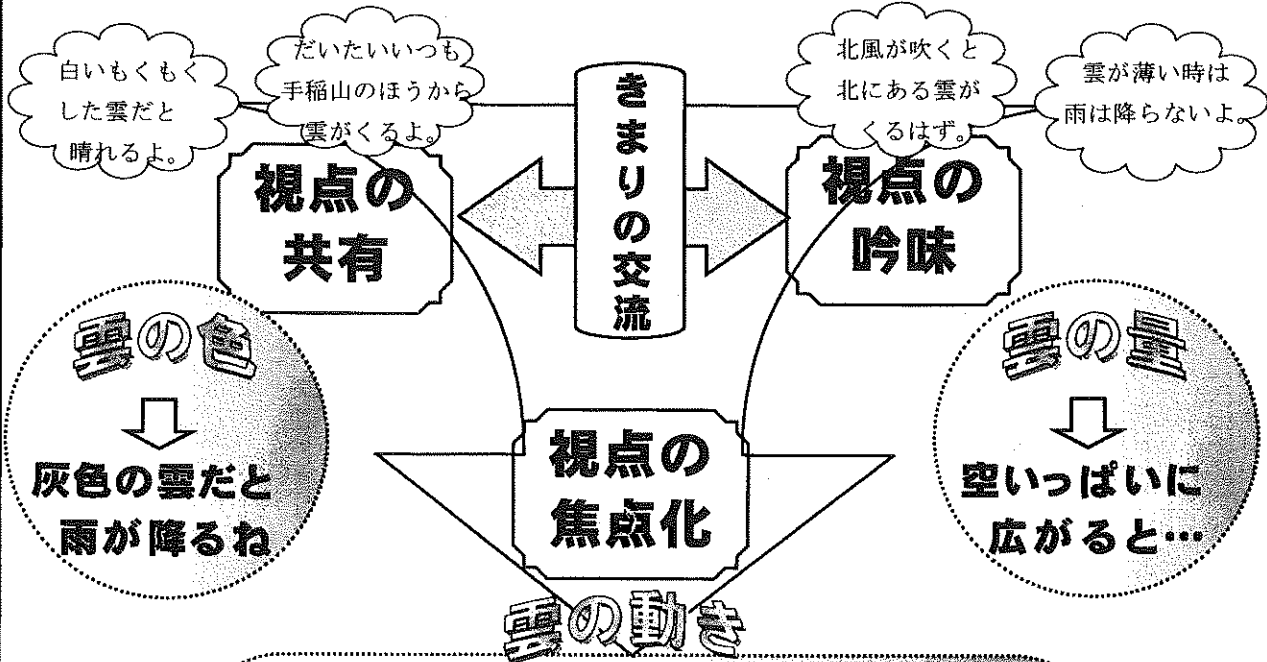 白いもくもく
した雲だと
晴れるよ。
だいたいいつも
手稲山のほうから
雲がくるよ。
きまりの交流
北風が吹くと
北にある雲が
くるはず。
雲が薄い時は
雨は降らないよ。
視点の
共有
視点の
吟味
雲の色
灰色の雲だと
雨が降るね
視点の
焦点化
雲の量
空いっぱいに
広がると…
雲の動き